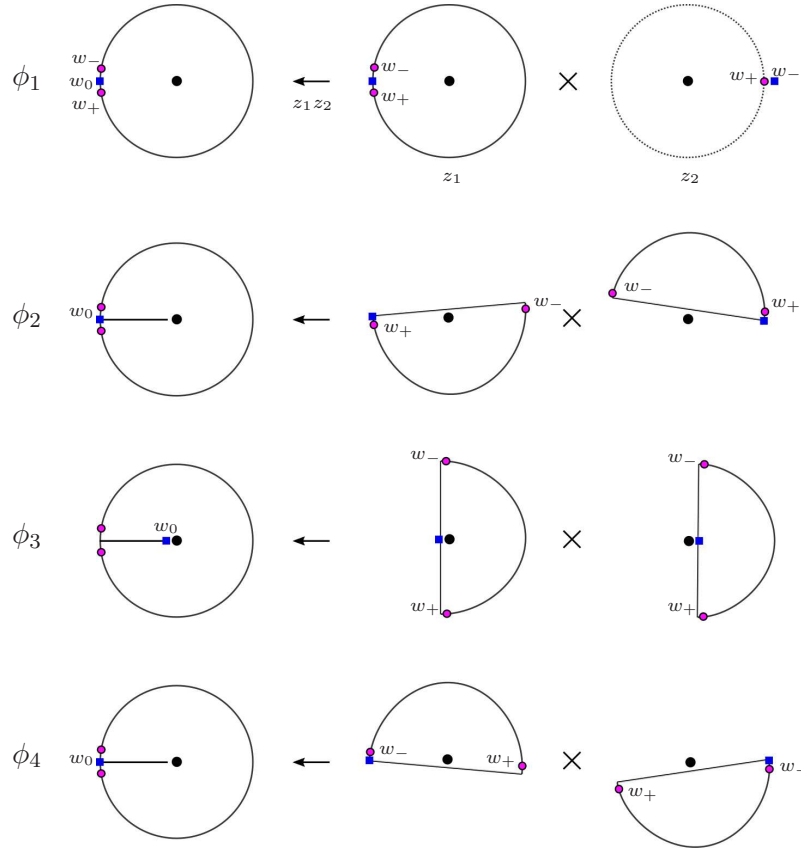 w₋ w₋
ϕ₁ w₀ w₊ w₋
w₊ z₁z₂ w₊
z₁ z₂
w₋ w₊
ϕ₂ w₀ w₋
w₊
w₋ w₋
ϕ₃ w₀
w₊ w₊
ϕ₄ w₀ w₋ w₊ w₋
w₊